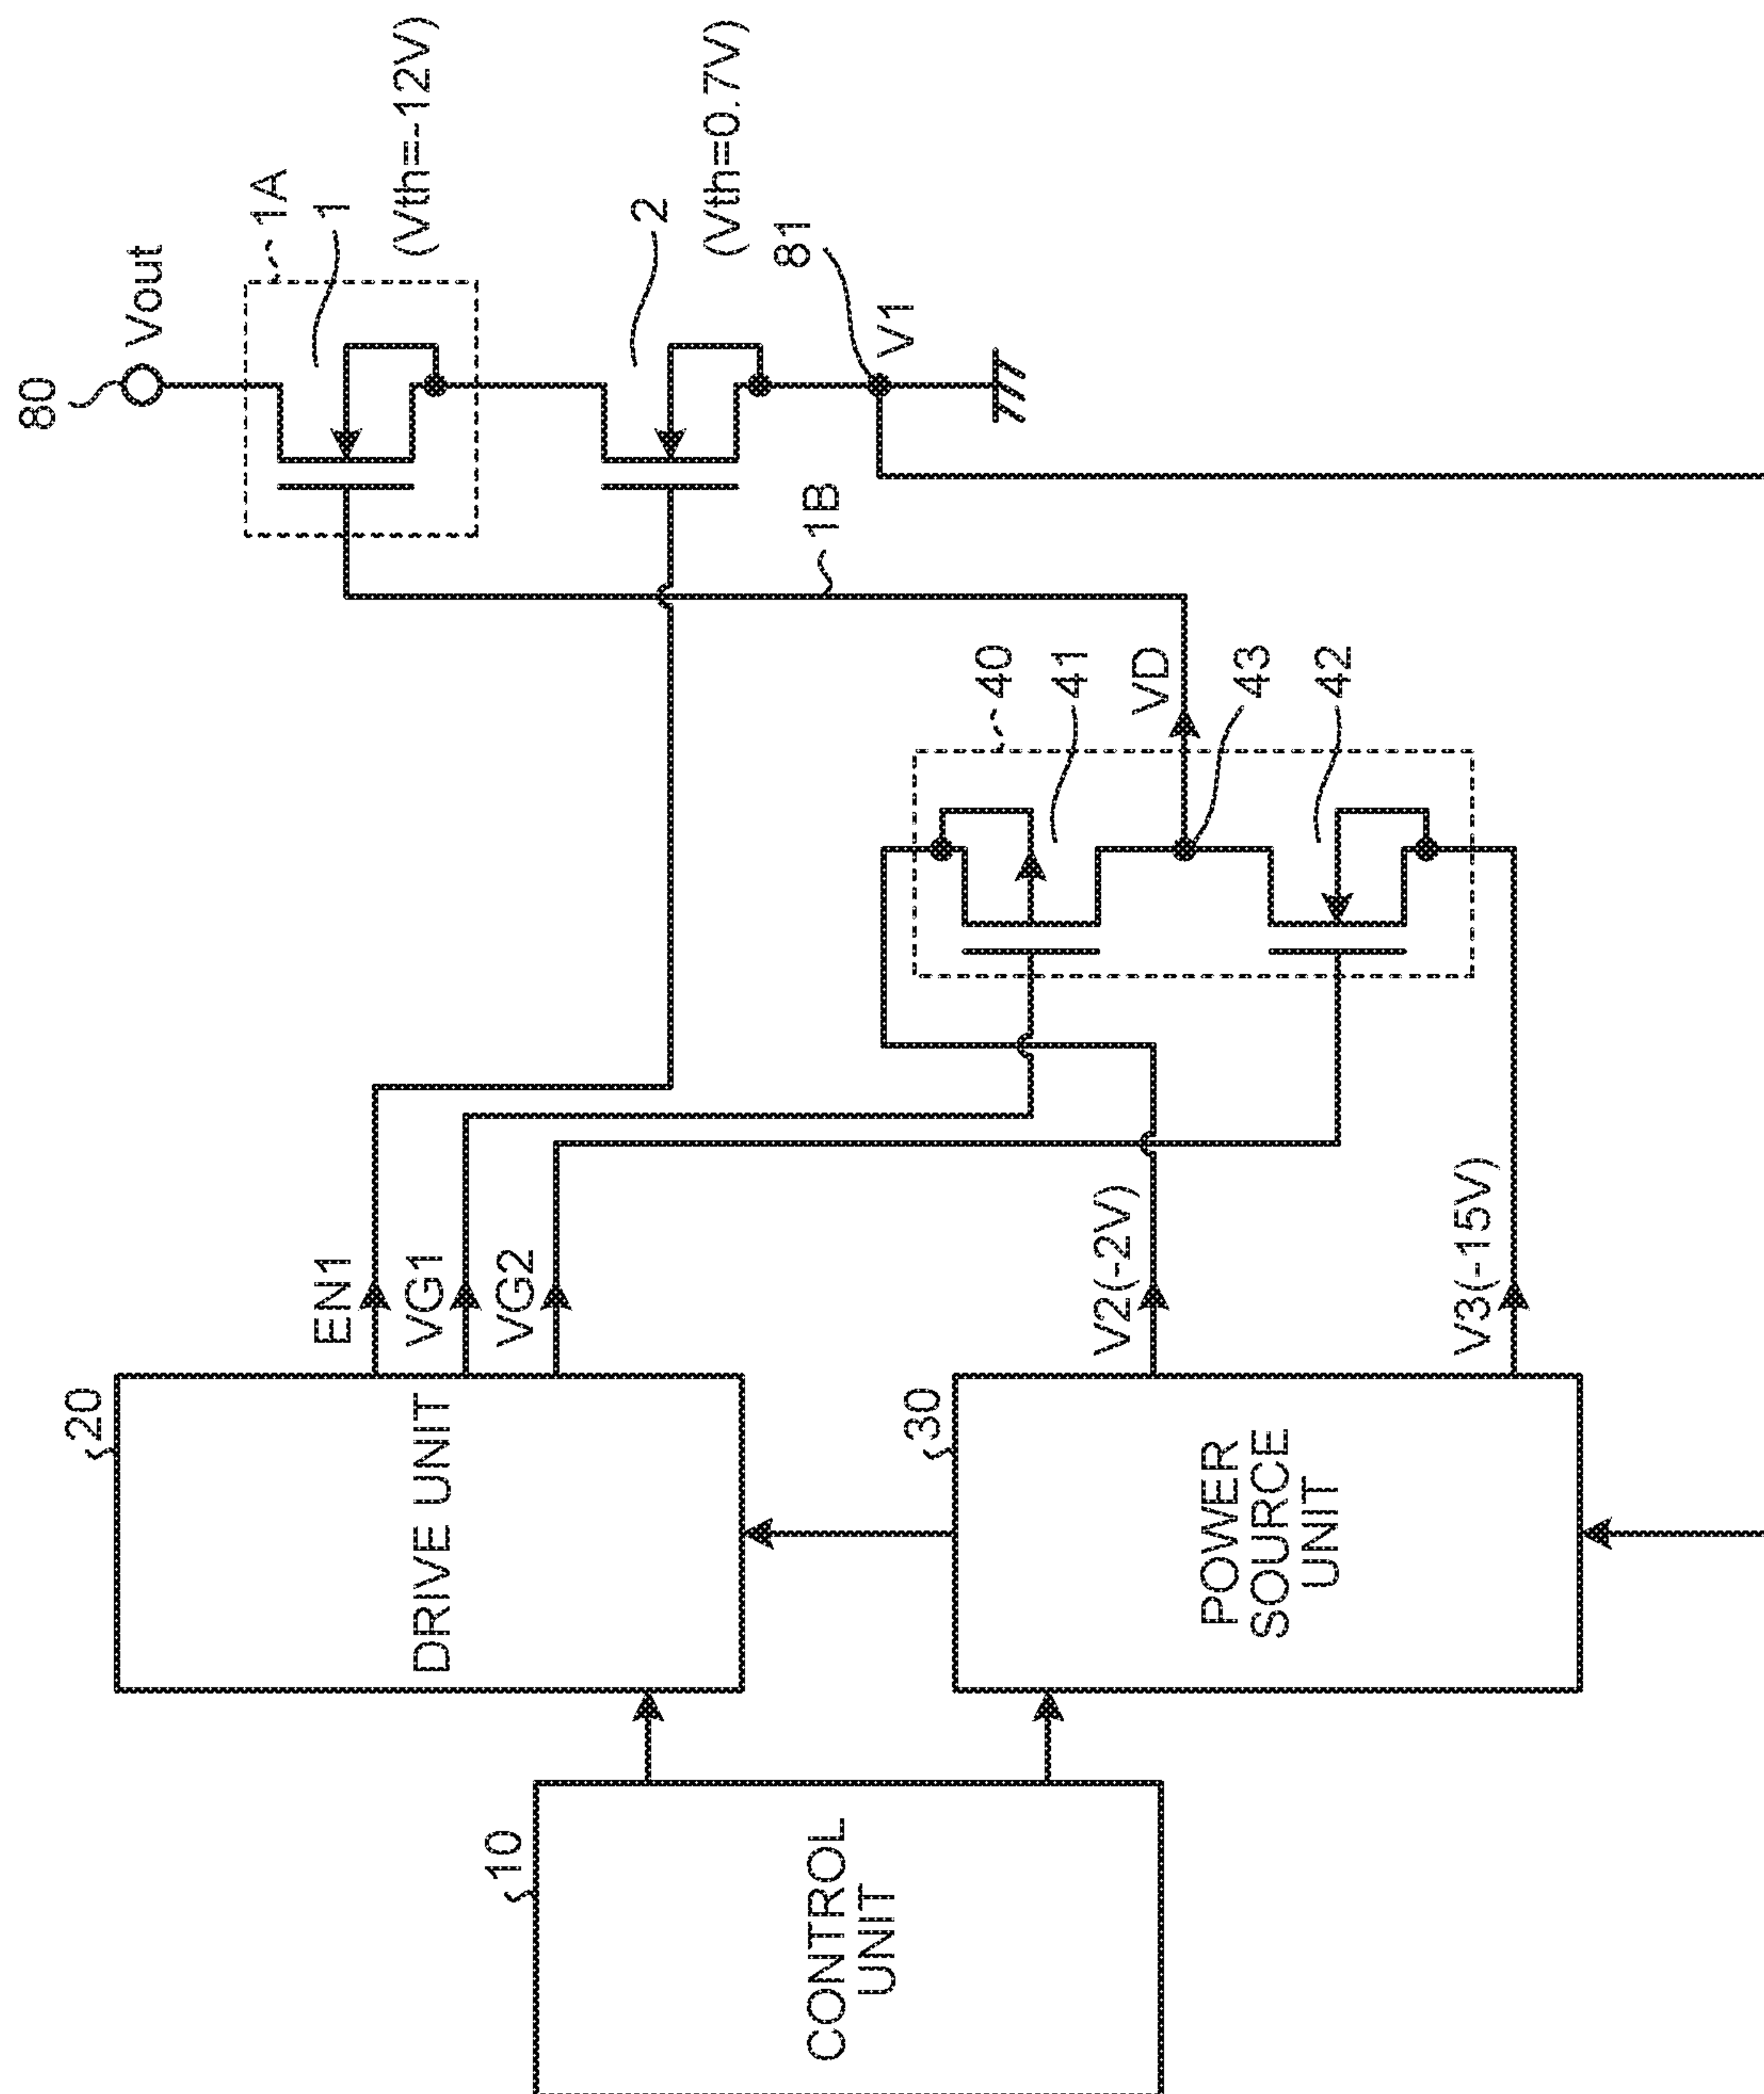 80
Vout
1A
1
(Vth=-12V)
2
(Vth=0.7V)
81
V1
1B
40
41
VD
43
42
EN1
VG1
VG2
V2(-2V)
V3(-15V)
20
DRIVE UNIT
30
POWER
SOURCE
UNIT
10
CONTROL
UNIT